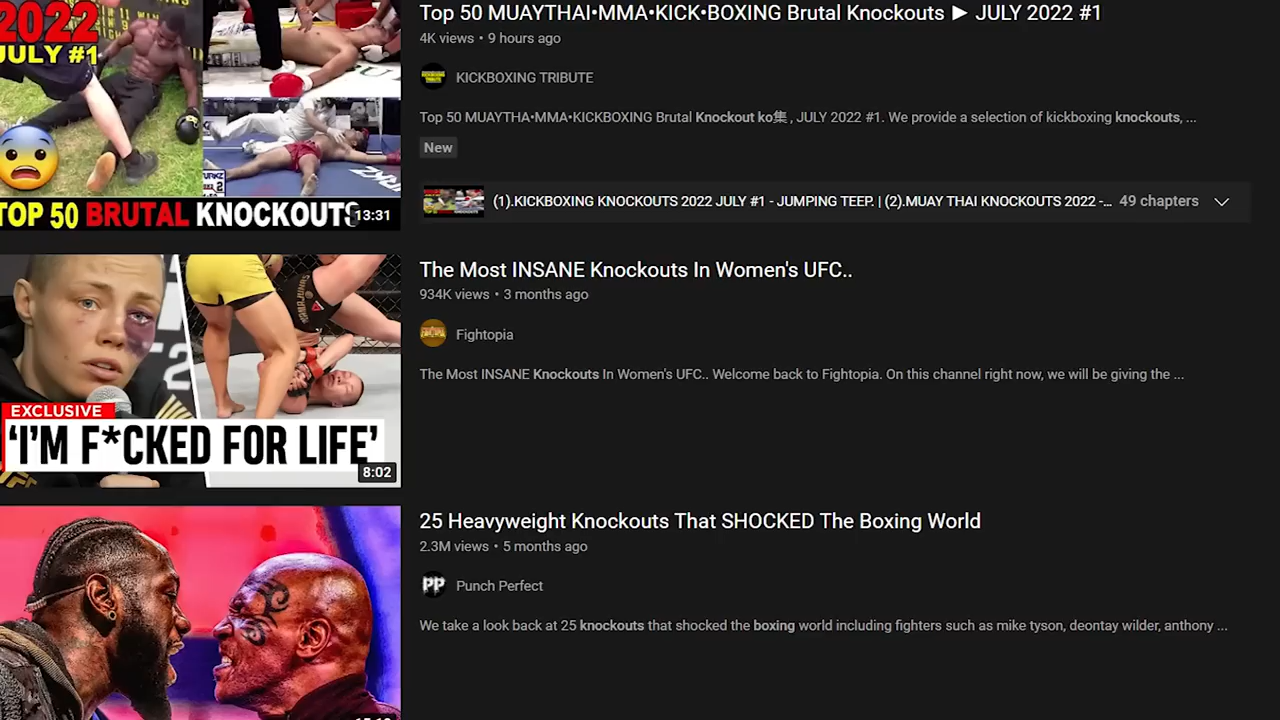 2022
JULY #1
TOP 50 BRUTAL KNOCKOUTS
13:31
Top 50 MUAYTHAI•MMA•KICK•BOXING Brutal Knockouts ► JULY 2022 #1
4K views • 9 hours ago
KICKBOXING TRIBUTE
Top 50 MUAYTHA•MMA•KICKBOXING Brutal Knockout ko集 , JULY 2022 #1. We provide a selection of kickboxing knockouts, ...
New
(1).KICKBOXING KNOCKOUTS 2022 JULY #1 - JUMPING TEEP. | (2).MUAY THAI KNOCKOUTS 2022 -... 49 chapters
EXCLUSIVE
‘I'M F*CKED FOR LIFE’
8:02
The Most INSANE Knockouts In Women's UFC..
934K views • 3 months ago
Fightopia
The Most INSANE Knockouts In Women's UFC.. Welcome back to Fightopia. On this channel right now, we will be giving the ...
25 Heavyweight Knockouts That SHOCKED The Boxing World
2.3M views • 5 months ago
PP Punch Perfect
We take a look back at 25 knockouts that shocked the boxing world including fighters such as mike tyson, deontay wilder, anthony ...